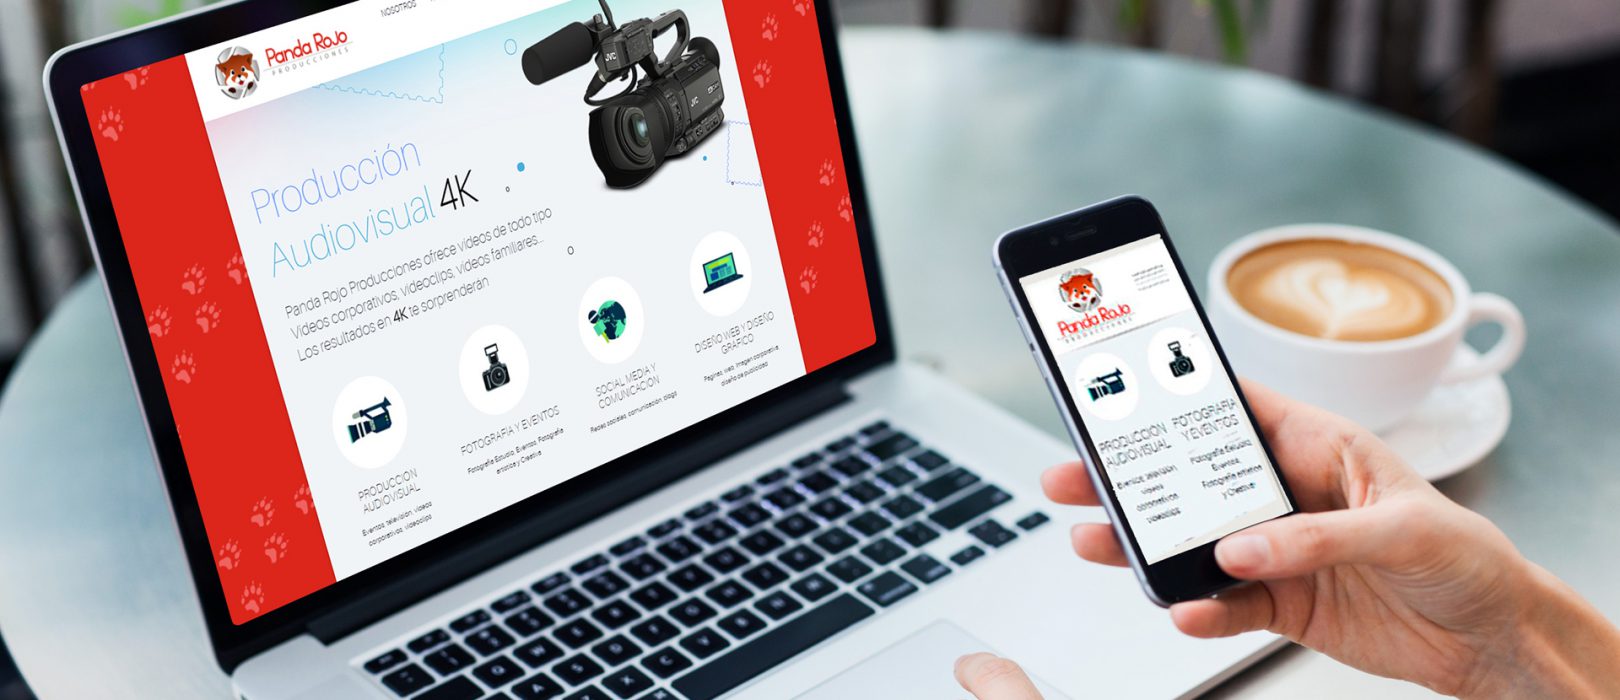 NOSOTROS
Panda Rojo
PRODUCCIONES
JVC
JVC
Producción
Audiovisual 4K
Panda Rojo Producciones ofrece videos de todo tipo
Videos corporativos, videoclips, videos familiares...
Los resultados en 4K te sorprenderán
PRODUCCION
AUDIOVISUAL
Eventos, televisión, videos
corporativos, videoclips
FOTOGRAFIA Y EVENTOS
Fotografía Estudio, Eventos, Fotografía
artística y Creativa
SOCIAL MEDIA Y
COMUNICACION
Redes sociales, comunicación, blogs
DISEÑO WEB Y DISEÑO
GRÁFICO
Paginas web, imagen corporativa,
diseño de publicidad
Panda Rojo
PRODUCCIONES
PRODUCCION
AUDIOVISUAL
Eventos, television,
videos
corporativos,
videoclips
FOTOGRAFIA
Y EVENTOS
Fotografía Estudio,
Eventos,
Fotografía artística
y Creativa